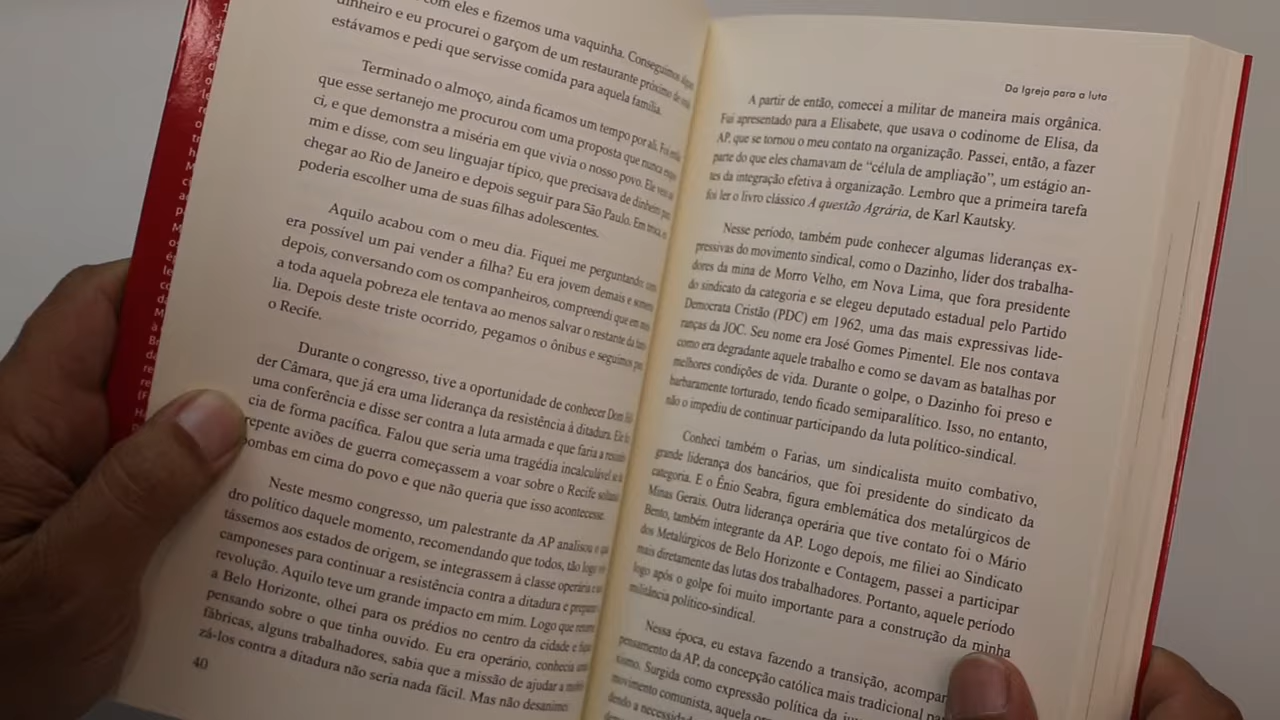 com eles e fizemos uma vaquinha. Conseguimos
dinheiro e eu procurei o garçom de um restaurante próximo de onde
estávamos e pedi que servisse comida para aquela família.
Terminado o almoço, ainda ficamos um tempo por ali. Foi
que esse sertanejo me procurou com uma proposta que nunca
ci, e que demonstra a miséria em que vivia o nosso povo. Ele veio
mim e disse, com seu linguajar típico, que precisava de dinheiro para
chegar ao Rio de Janeiro e depois seguir para São Paulo. Em troca,
poderia escolher uma de suas filhas adolescentes.
Aquilo acabou com o meu dia. Fiquei me perguntando: como
era possível um pai vender a filha? Eu era jovem demais e somente
depois, conversando com os companheiros, compreendi que em meio
a toda aquela pobreza ele tentava ao menos salvar o restante da
lia. Depois deste triste ocorrido, pegamos o ônibus e seguimos para
o Recife.
Durante o congresso, tive a oportunidade de conhecer Dom
der Câmara, que já era uma liderança da resistência à ditadura. Ele
uma conferência e disse ser contra a luta armada e que faria a
cia de forma pacífica. Falou que seria uma tragédia incalculável se
repente aviões de guerra começassem a voar sobre o Recife
bombas em cima do povo e que não queria que isso acontecesse.
Neste mesmo congresso, um palestrante da AP analisou o
dro político daquele momento, recomendando que todos, tão logo
tássemos aos estados de origem, se integrassem à classe operária
camponeses para continuar a resistência contra a ditadura e
revolução. Aquilo teve um grande impacto em mim. Logo que
a Belo Horizonte, olhei para os prédios no centro da cidade e
pensando sobre o que tinha ouvido. Eu era operário, conhecia
fábricas, alguns trabalhadores, sabia que a missão de ajudar a
zá-los contra a ditadura não seria nada fácil. Mas não desanimei
40
Da Igreja para a luta
A partir de então, comecei a militar de maneira mais orgânica.
Fui apresentado para a Elisabete, que usava o codinome de Elisa, da
AP, que se tornou o meu contato na organização. Passei, então, a fazer
parte do que eles chamavam de “célula de ampliação”, um estágio an-
tes da integração efetiva à organização. Lembro que a primeira tarefa
foi ler o livro clássico A questão Agrária, de Karl Kautsky.
Nesse período, também pude conhecer algumas lideranças ex-
pressivas do movimento sindical, como o Dazinho, líder dos trabalha-
dores da mina de Morro Velho, em Nova Lima, que fora presidente
do sindicato da categoria e se elegeu deputado estadual pelo Partido
Democrata Cristão (PDC) em 1962, uma das mais expressivas lide-
ranças da JOC. Seu nome era José Gomes Pimentel. Ele nos contava
como era degradante aquele trabalho e como se davam as batalhas por
melhores condições de vida. Durante o golpe, o Dazinho foi preso e
barbaramente torturado, tendo ficado semiparalítico. Isso, no entanto,
não o impediu de continuar participando da luta político-sindical.
Conheci também o Farias, um sindicalista muito combativo,
grande liderança dos bancários, que foi presidente do sindicato da
categoria. E o Ênio Seabra, figura emblemática dos metalúrgicos de
Minas Gerais. Outra liderança operária que tive contato foi o Mário
Bento, também integrante da AP. Logo depois, me filiei ao Sindicato
dos Metalúrgicos de Belo Horizonte e Contagem, passei a participar
mais diretamente das lutas dos trabalhadores. Portanto, aquele período
logo após o golpe foi muito importante para a construção da minha
militância político-sindical.
Nessa época, eu estava fazendo a transição,
pensamento da AP, da concepção católica mais tradicional
Surgida como expressão política da
movimento comunista, aquela
dendo a necessidade